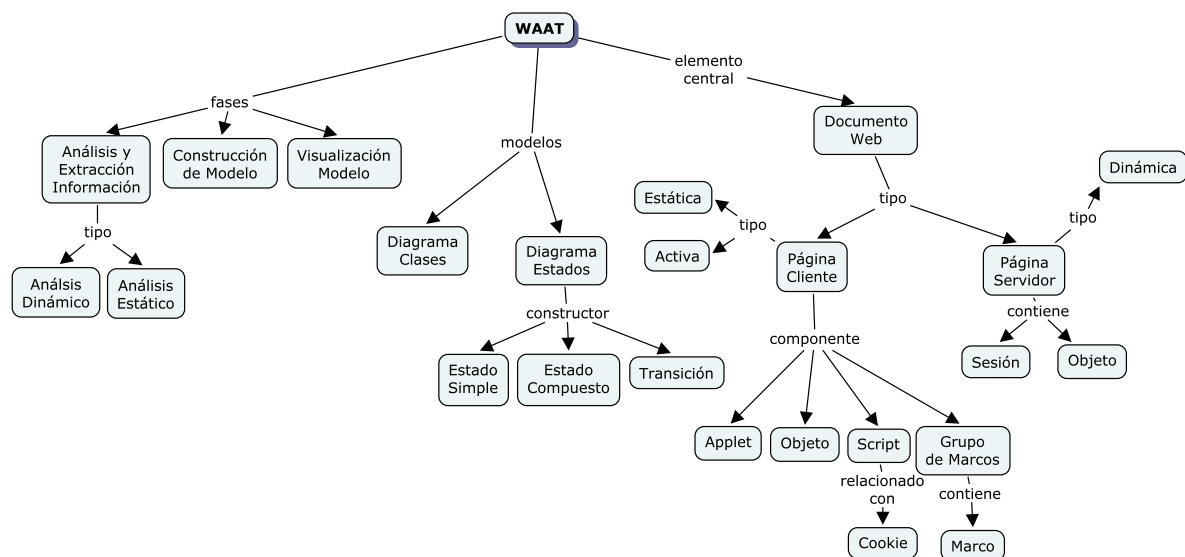 WAAT
elemento
central
fases
Documento
Web
modelos
Análisis y
Extracción
Información
Construcción
de Modelo
Visualización
Modelo
Dinámica
Estática
tipo
tipo
tipo
tipo
Activa
Diagrama
Clases
Diagrama
Estados
Página
Cliente
Página
Servidor
Análsis
Dinámico
Análisis
Estático
constructor
contiene
componente
Sesión
Objeto
Estado
Simple
Estado
Compuesto
Transición
Applet
Objeto
Script
Grupo
de Marcos
relacionado
con
contiene
Cookie
Marco